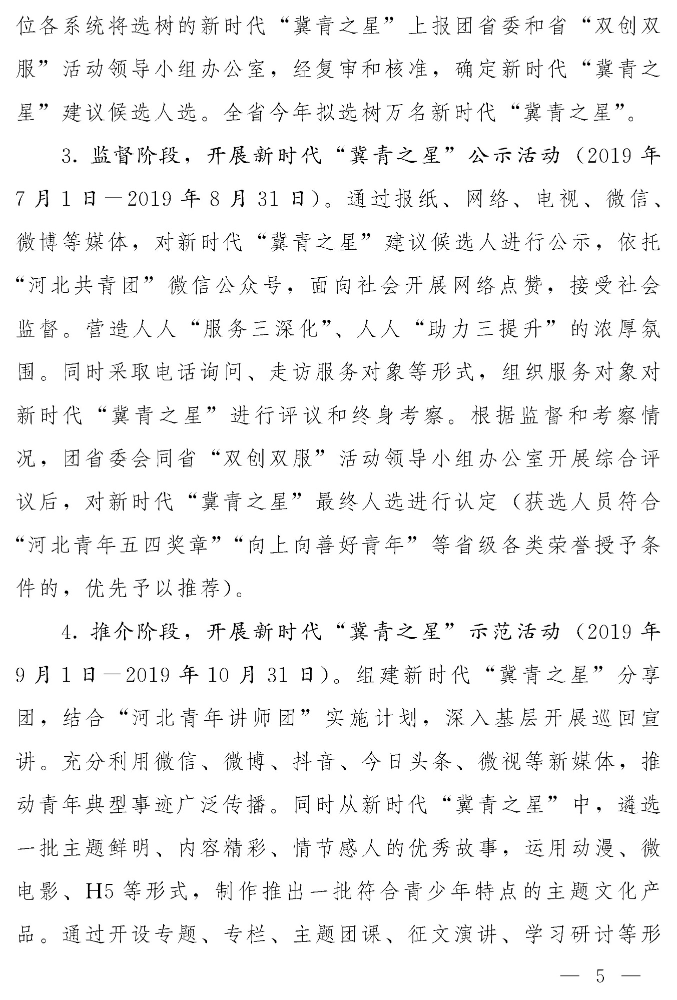 位各系统将选树的新时代“冀青之星”上报团省委和省“双创双
服”活动领导小组办公室，经复审和核准，确定新时代“冀青之
星”建议候选人选。全省今年拟选树万名新时代“冀青之星”。
3. 监督阶段，开展新时代“冀青之星”公示活动（2019 年
7 月 1 日－2019 年 8 月 31 日）。通过报纸、网络、电视、微信、
微博等媒体，对新时代“冀青之星”建议候选人进行公示，依托
“河北共青团”微信公众号，面向社会开展网络点赞，接受社会
监督。营造人人“服务三深化”、人人“助力三提升”的浓厚氛
围。同时采取电话询问、走访服务对象等形式，组织服务对象对
新时代“冀青之星”进行评议和终身考察。根据监督和考察情
况，团省委会同省“双创双服”活动领导小组办公室开展综合评
议后，对新时代“冀青之星”最终人选进行认定（获选人员符合
“河北青年五四奖章”“向上向善好青年”等省级各类荣誉授予条
件的，优先予以推荐）。
4. 推介阶段，开展新时代“冀青之星”示范活动（2019 年
9 月 1 日－2019 年 10 月 31 日）。组建新时代“冀青之星”分享
团，结合“河北青年讲师团”实施计划，深入基层开展巡回宣
讲。充分利用微信、微博、抖音、今日头条、微视等新媒体，推
动青年典型事迹广泛传播。同时从新时代“冀青之星”中，遴选
一批主题鲜明、内容精彩、情节感人的优秀故事，运用动漫、微
电影、H5 等形式，制作推出一批符合青少年特点的主题文化产
品。通过开设专题、专栏、主题团课、征文演讲、学习研讨等形
— 5 —